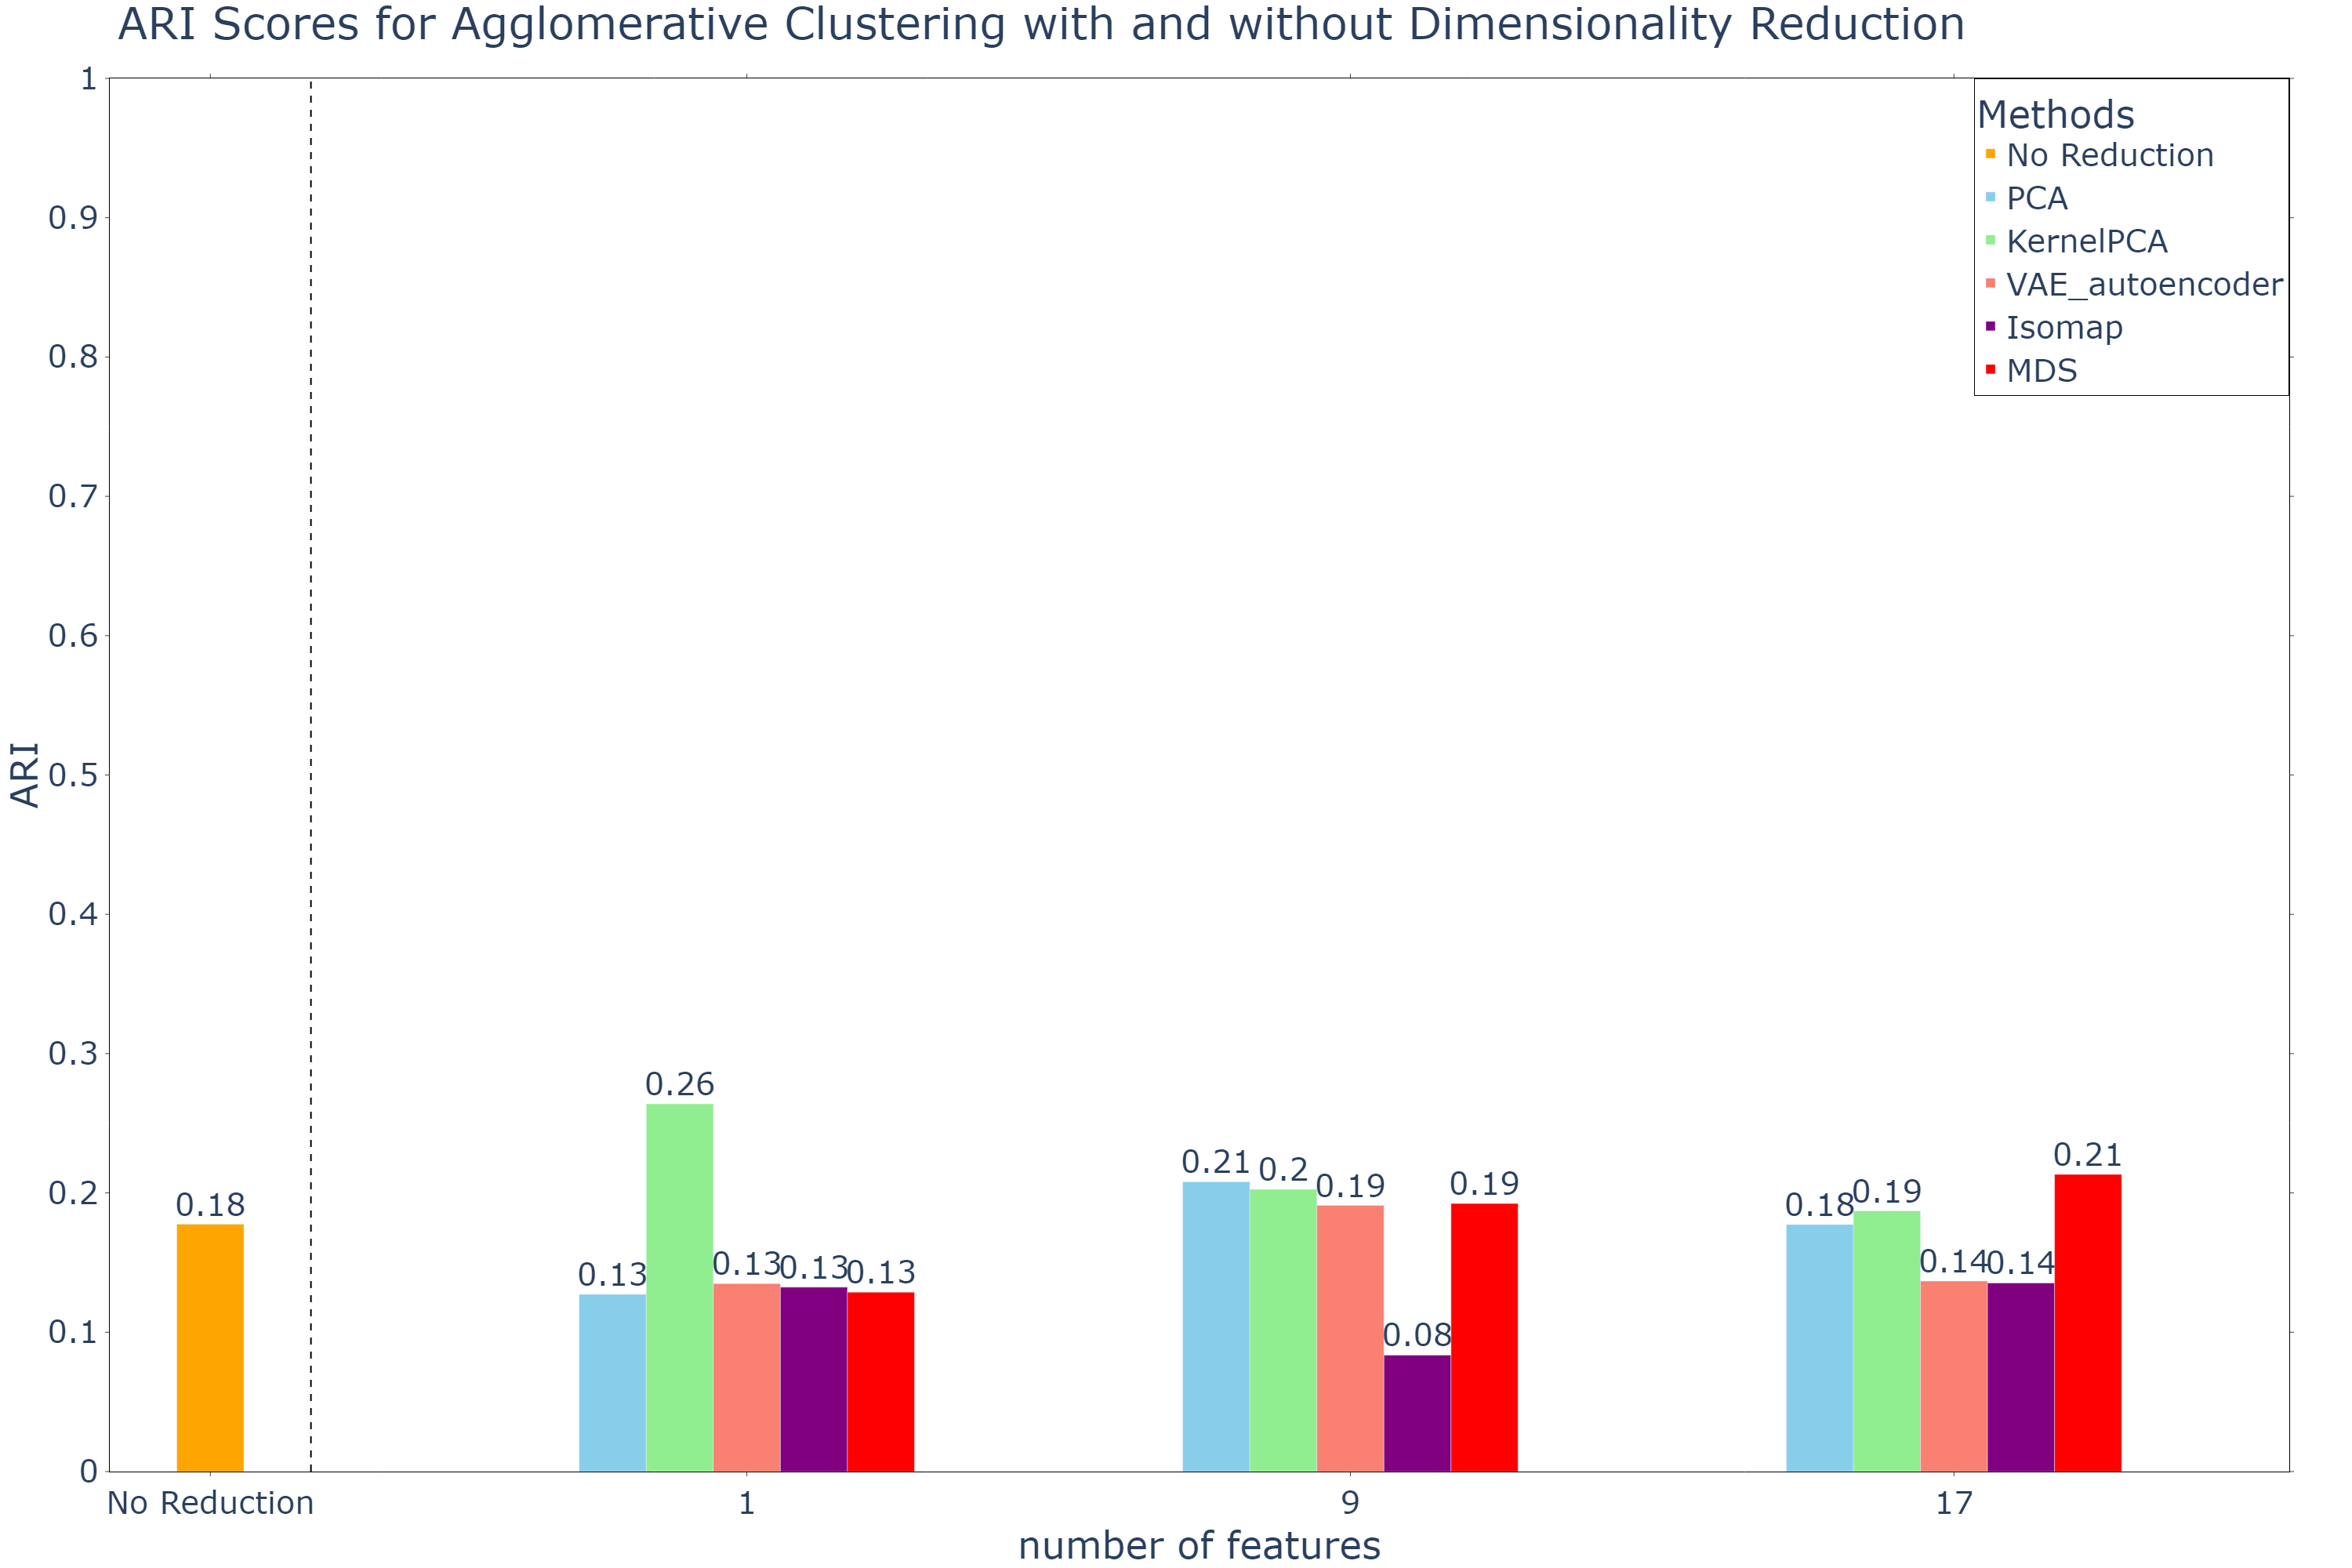 ARI Scores for Agglomerative Clustering with and without Dimensionality Reduction
1
0.9
0.8
0.7
0.6
0.5
0.4
0.3
0.2
0.1
0
ARI
Methods
No Reduction
PCA
KernelPCA
VAE_autoencoder
Isomap
MDS
0.18
0.13
0.26
0.13
0.13
0.13
0.21
0.2
0.19
0.08
0.19
0.18
0.19
0.14
0.14
0.21
No Reduction
1
9
17
number of features